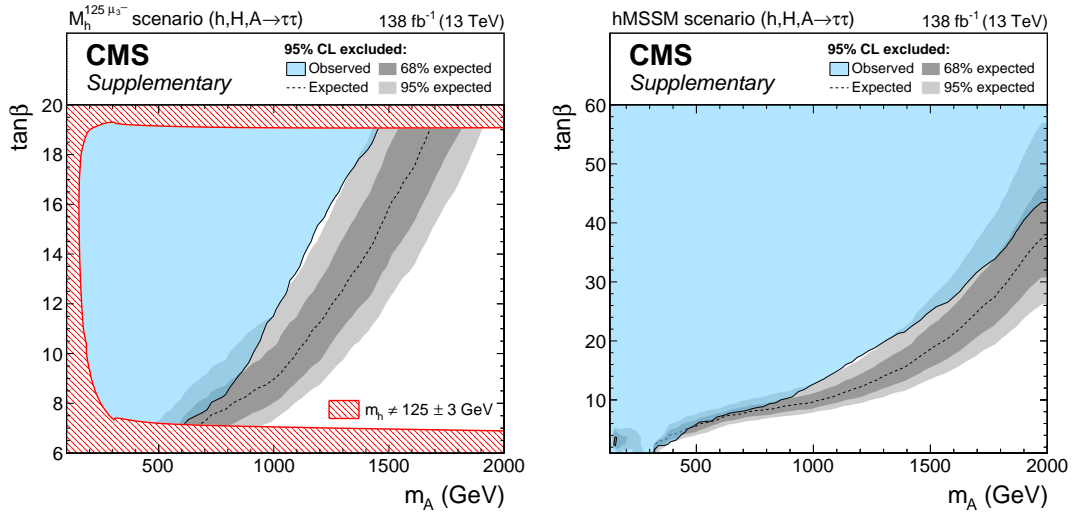 M_h^{125 μ₃-} scenario (h,H,A→ττ) 138 fb⁻¹ (13 TeV)
CMS
Supplementary
95% CL excluded:
Observed 68% expected
Expected 95% expected
tanβ
20
18
16
14
12
10
8
6
m_h ≠ 125 ± 3 GeV
500 1000 1500 2000
m_A (GeV)
hMSSM scenario (h,H,A→ττ) 138 fb⁻¹ (13 TeV)
CMS
Supplementary
95% CL excluded:
Observed 68% expected
Expected 95% expected
tanβ
60
50
40
30
20
10
500 1000 1500 2000
m_A (GeV)